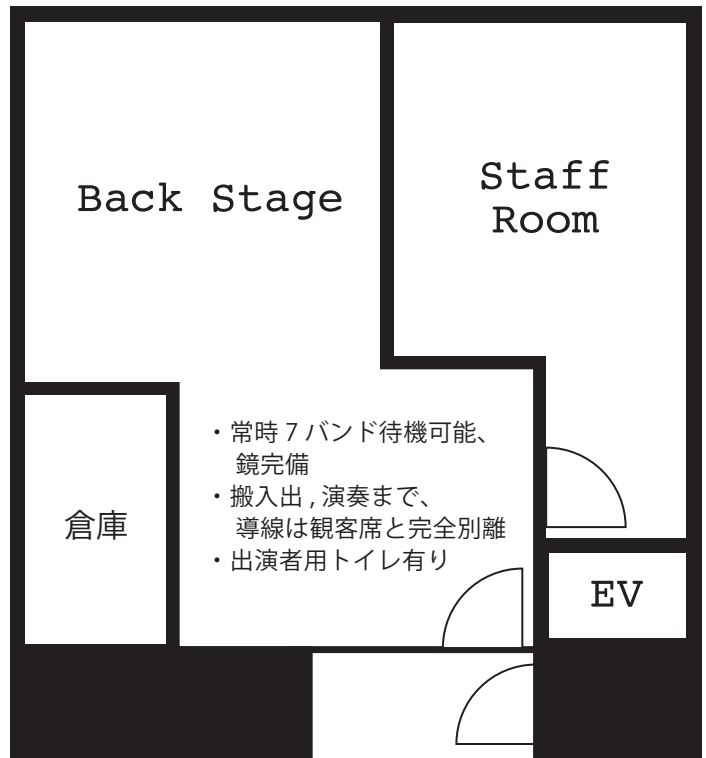 Back Stage
Staff
Room
・常時 7 バンド待機可能、
鏡完備
・搬入出 , 演奏まで、
導線は観客席と完全別離
・出演者用トイレ有り
倉庫
EV